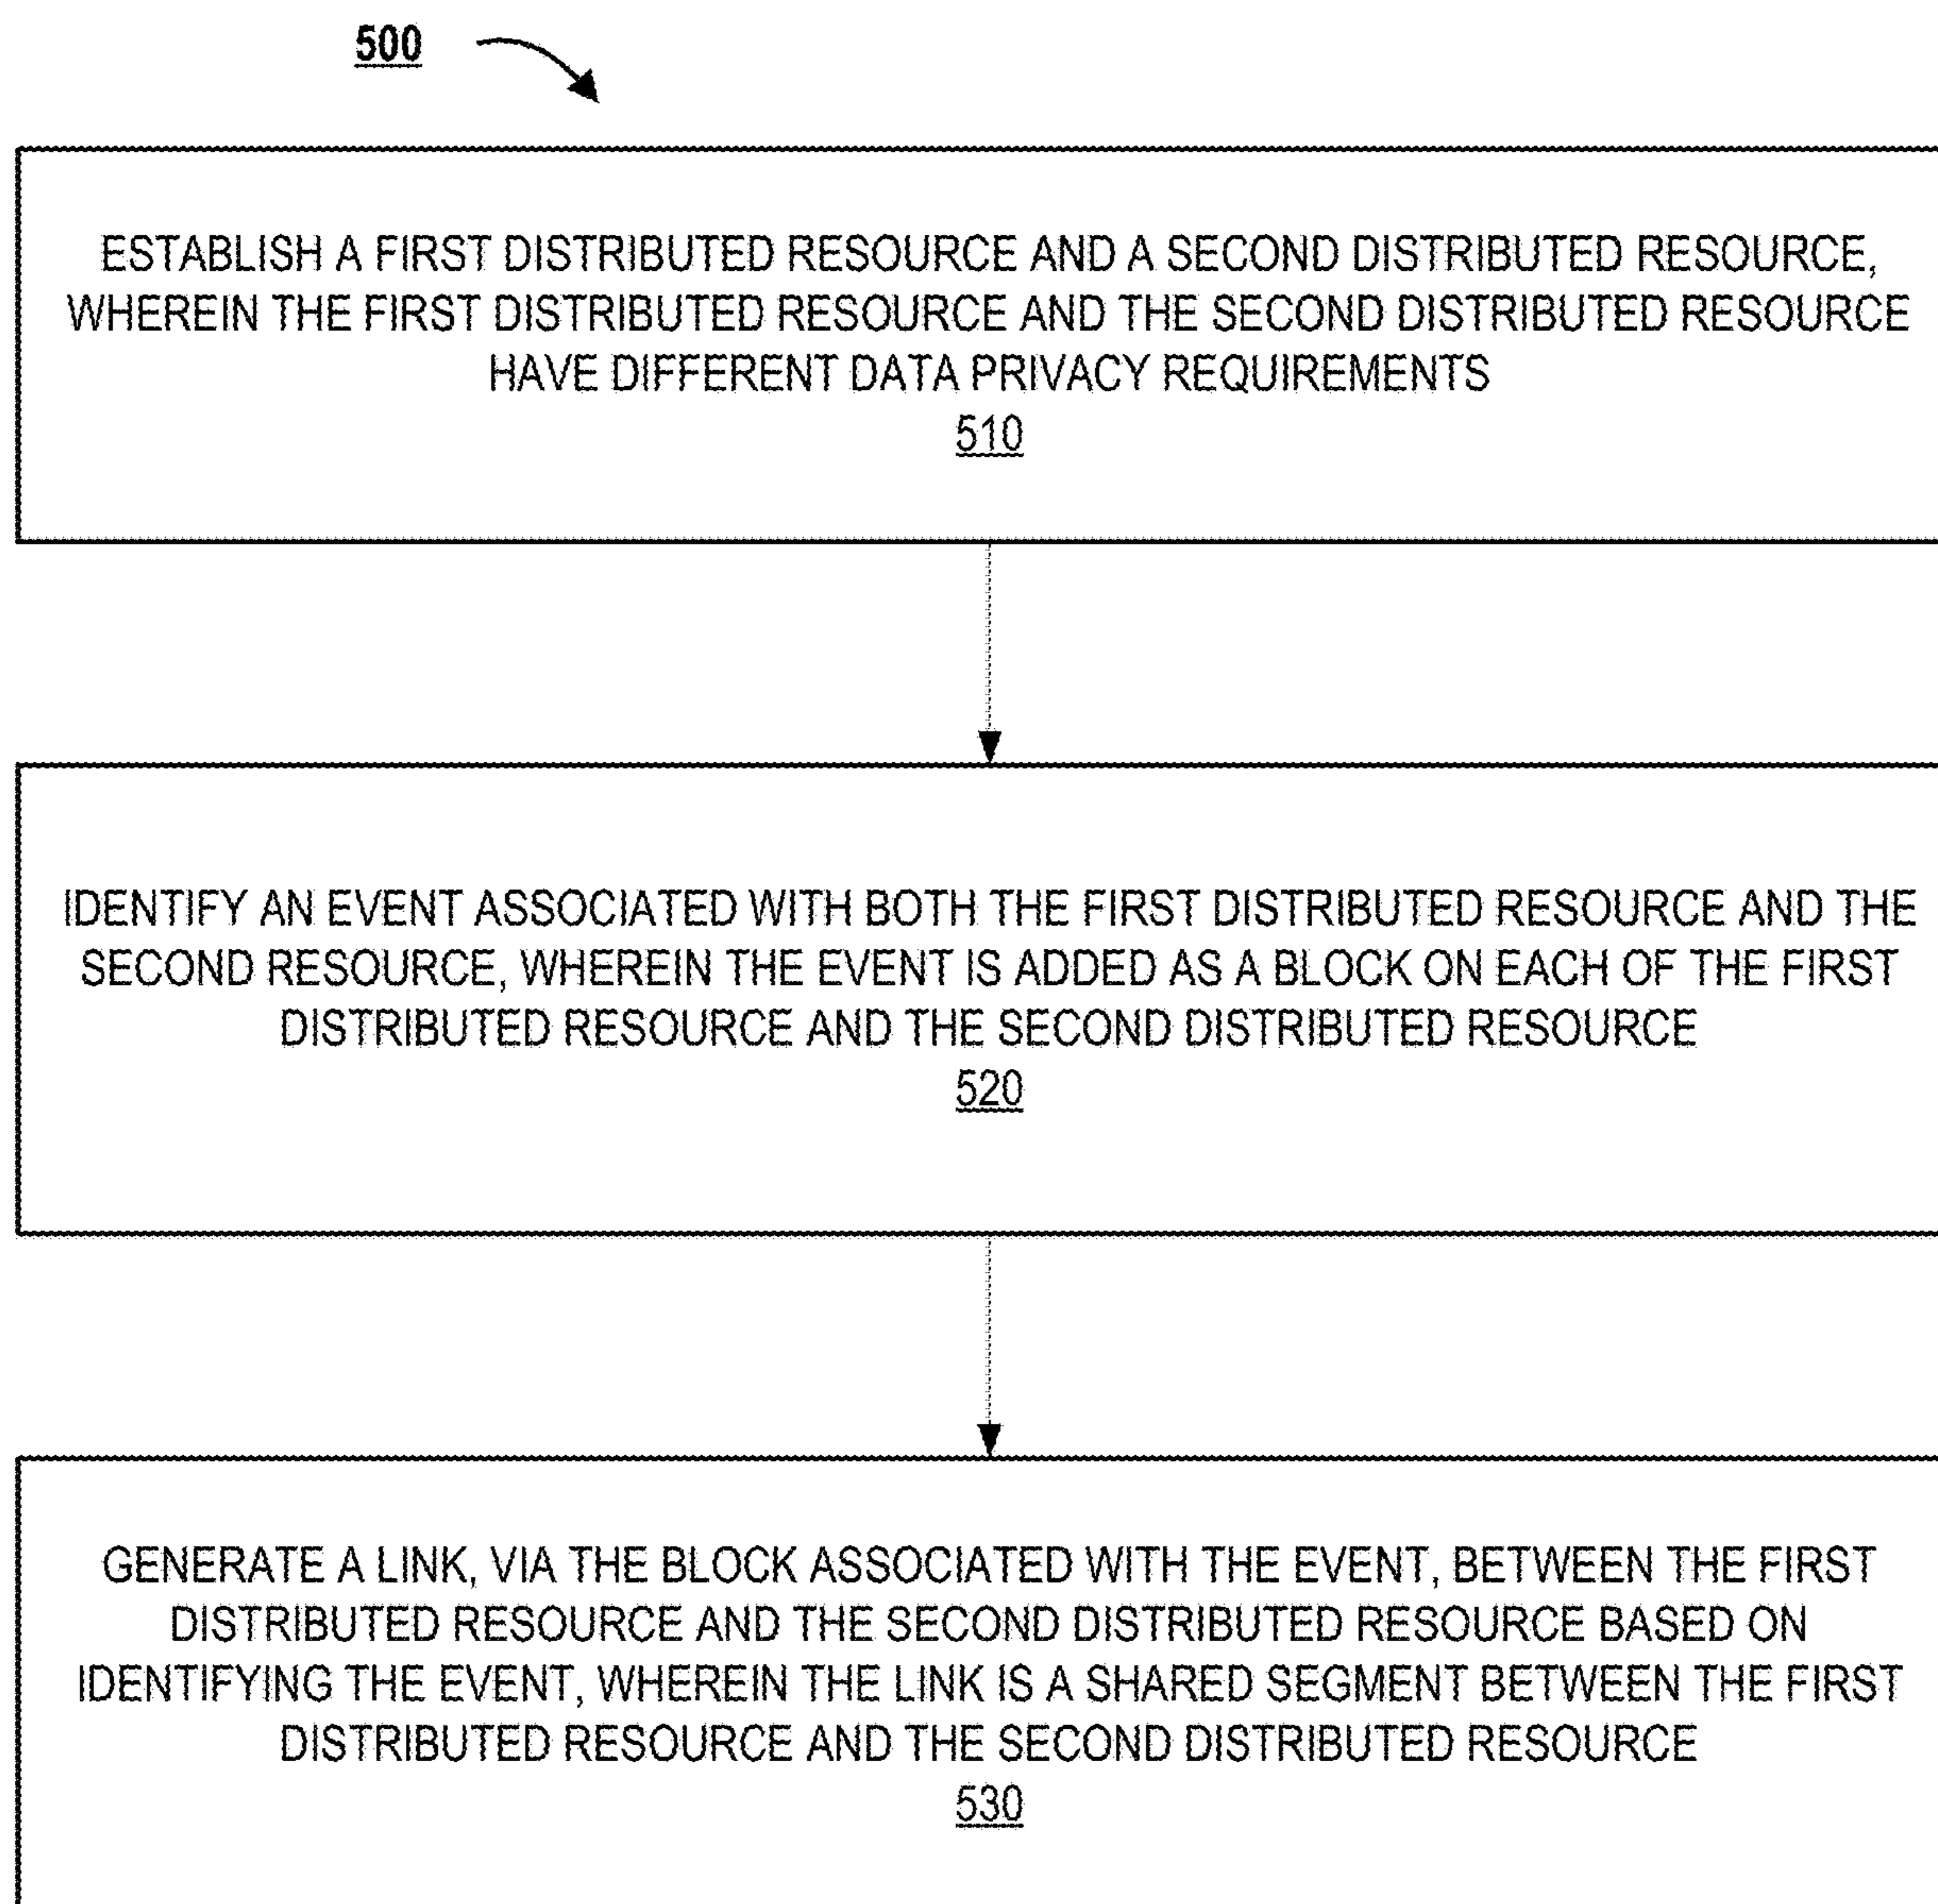 500
ESTABLISH A FIRST DISTRIBUTED RESOURCE AND A SECOND DISTRIBUTED RESOURCE,
WHEREIN THE FIRST DISTRIBUTED RESOURCE AND THE SECOND DISTRIBUTED RESOURCE
HAVE DIFFERENT DATA PRIVACY REQUIREMENTS
510
IDENTIFY AN EVENT ASSOCIATED WITH BOTH THE FIRST DISTRIBUTED RESOURCE AND THE
SECOND RESOURCE, WHEREIN THE EVENT IS ADDED AS A BLOCK ON EACH OF THE FIRST
DISTRIBUTED RESOURCE AND THE SECOND DISTRIBUTED RESOURCE
520
GENERATE A LINK, VIA THE BLOCK ASSOCIATED WITH THE EVENT, BETWEEN THE FIRST
DISTRIBUTED RESOURCE AND THE SECOND DISTRIBUTED RESOURCE BASED ON
IDENTIFYING THE EVENT, WHEREIN THE LINK IS A SHARED SEGMENT BETWEEN THE FIRST
DISTRIBUTED RESOURCE AND THE SECOND DISTRIBUTED RESOURCE
530